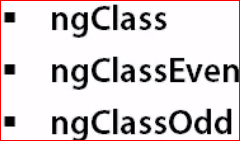 ▪ ngClass
▪ ngClassEven
▪ ngClassOdd